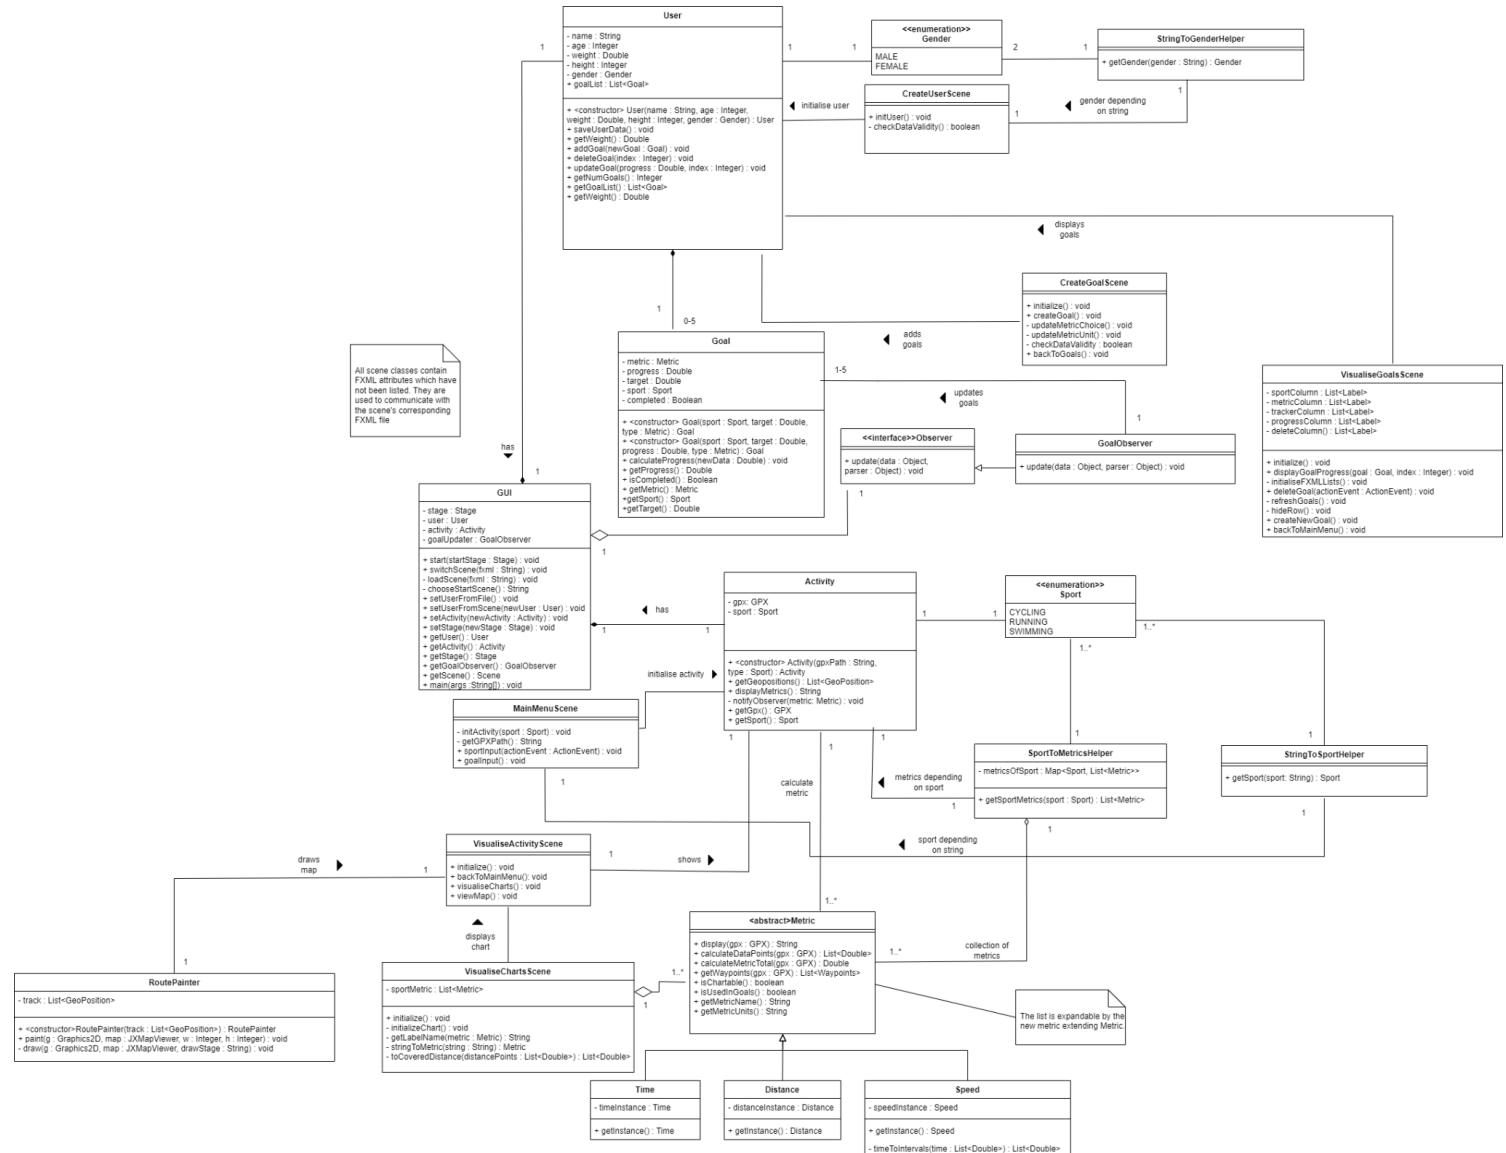 User
- name : String
- age : Integer
- weight : Double
- height : Integer
- gender : Gender
+ goalList : List<Goal>
+ <constructor> User(name : String, age : Integer,
weight : Double, height : Integer, gender : Gender) : User
+ saveUserData() : void
+ getWeight() : Double
+ addGoal(newGoal : Goal) : void
+ deleteGoal(index : Integer) : void
+ updateGoal(progress : Double, index : Integer) : void
+ getNumGoals() : Integer
+ getGoalList() : List<Goal>
+ getWeight() : Double
1
1
1
<<enumeration>>
Gender
MALE
FEMALE
2
1
StringToGenderHelper
+ getGender(gender : String) : Gender
1
gender depending
on string
1
CreateUserScene
+ initUser() : void
- checkDataValidity() : boolean
initialise user
displays
goals
CreateGoalScene
+ initialize() : void
+ createGoal() : void
- updateMetricChoice() : void
- updateMetricUnit() : void
- checkDataValidity : boolean
+ backToGoals() : void
adds
goals
1
0-5
Goal
- metric : Metric
- progress : Double
- target : Double
- sport : Sport
- completed : Boolean
+ <constructor> Goal(sport : Sport, target : Double,
type : Metric) : Goal
+ <constructor> Goal(sport : Sport, target : Double,
progress : Double, type : Metric) : Goal
+ calculateProgress(newData : Double) : void
+ getProgress() : Double
+ isCompleted() : Boolean
+ getMetric() : Metric
+getSport() : Sport
+getTarget() : Double
1-5
updates
goals
1
All scene classes contain
FXML attributes which have
not been listed. They are
used to communicate with
the scene's corresponding
FXML file
VisualiseGoalsScene
- sportColumn : List<Label>
- metricColumn : List<Label>
- trackerColumn : List<Label>
- progressColumn : List<Label>
- deleteColumn() : List<Label>
+ initialize() : void
+ displayGoalProgress(goal : Goal, index : Integer) : void
- initialiseFXMLLists() : void
+ deleteGoal(actionEvent : ActionEvent) : void
- refreshGoals() : void
- hideRow() : void
+ createNewGoal() : void
+ backToMainMenu() : void
<<interface>>Observer
+ update(data : Object,
parser : Object) : void
1
GoalObserver
+ update(data : Object, parser : Object) : void
has
1
GUI
- stage : Stage
- user : User
- activity : Activity
- goalUpdater : GoalObserver
+ start(startStage : Stage) : void
+ switchScene(fxml : String) : void
- loadScene(fxml : String) : void
- chooseStartScene() : String
+ setUserFromFile() : void
+ setUserFromScene(newUser : User) : void
+ setActivity(newActivity : Activity) : void
+ setStage(newStage : Stage) : void
+ getUser() : User
+ getActivity() : Activity
+ getStage() : Stage
+ getGoalObserver() : GoalObserver
+ getScene() : Scene
+ main(args :String[]) : void
1
has
1
1
Activity
- gpx: GPX
- sport : Sport
+ <constructor> Activity(gpxPath : String,
type : Sport) : Activity
+ getGeopositions() : List<GeoPosition>
+ displayMetrics() : String
- notifyObserver(metric: Metric) : void
+ getGpx() : GPX
+ getSport() : Sport
1
1
<<enumeration>>
Sport
CYCLING
RUNNING
SWIMMING
1..*
1..*
initialise activity
MainMenuScene
- initActivity(sport : Sport) : void
- getGPXPath() : String
+ sportInput(actionEvent : ActionEvent) : void
+ goalInput() : void
1
1
1
1
calculate
metric
metrics depending
on sport
1
1
SportToMetricsHelper
- metricsOfSport : Map<Sport, List<Metric>>
+ getSportMetrics(sport : Sport) : List<Metric>
1
1
StringToSportHelper
+ getSport(sport: String) : Sport
1
sport depending
on string
VisualiseActivityScene
+ initialize() : void
+ backToMainMenu(): void
+ visualiseCharts() : void
+ viewMap() : void
1
shows
draws
map
1
1
displays
chart
RoutePainter
- track : List<GeoPosition>
+ <constructor>RoutePainter(track : List<GeoPosition>) : RoutePainter
+ paint(g : Graphics2D, map : JXMapViewer, w : Integer, h : Integer) : void
- draw(g : Graphics2D, map : JXMapViewer, drawStage : String) : void
VisualiseChartsScene
- sportMetric : List<Metric>
+ initialize() : void
- initializeChart() : void
- getLabelName(metric : Metric) : String
- stringToMetric(string : String) : Metric
- toCoveredDistance(distancePoints : List<Double>) : List<Double>
1..*
1
1..*
<abstract>Metric
+ display(gpx : GPX) : String
+ calculateDataPoints(gpx : GPX) : List<Double>
+ calculateMetricTotal(gpx : GPX) : Double
+ getWaypoints(gpx : GPX) : List<Waypoints>
+ isChartable() : boolean
+ isUsedInGoals() : boolean
+ getMetricName() : String
+ getMetricUnits() : String
1..*
collection of
metrics
The list is expandable by the
new metric extending Metric.
Time
- timeInstance : Time
+ getInstance() : Time
Distance
- distanceInstance : Distance
+ getInstance() : Distance
Speed
- speedInstance : Speed
+ getInstance() : Speed
- timeToIntervals(time : List<Double>) : List<Double>